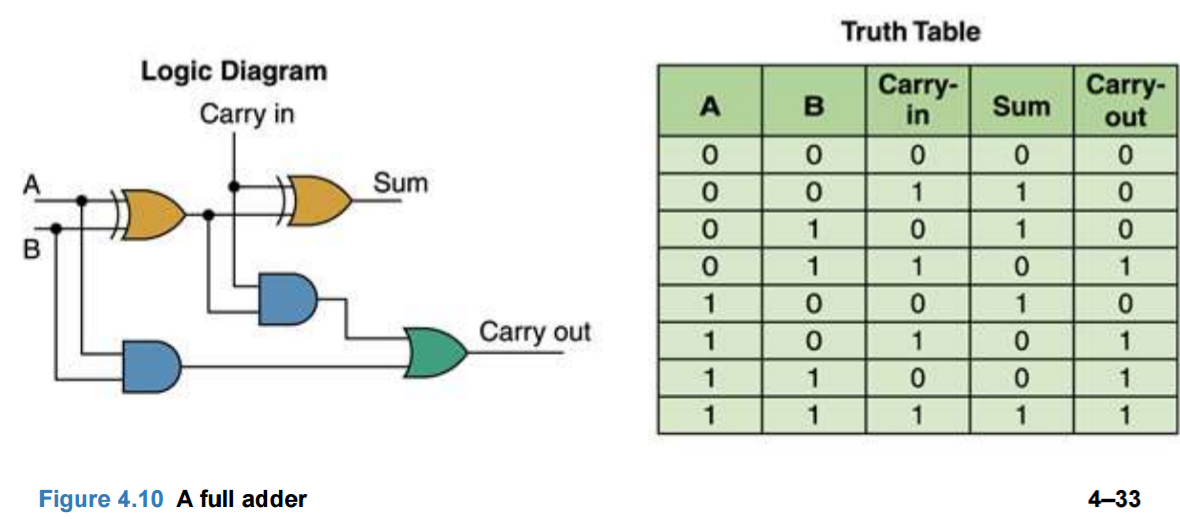 Logic Diagram
Carry in
A
Sum
B
Carry out
Truth Table
A B Carry-in Sum Carry-out
0 0 0 0 0
0 0 1 1 0
0 1 0 1 0
0 1 1 0 1
1 0 0 1 0
1 0 1 0 1
1 1 0 0 1
1 1 1 1 1
Figure 4.10 A full adder
4–33